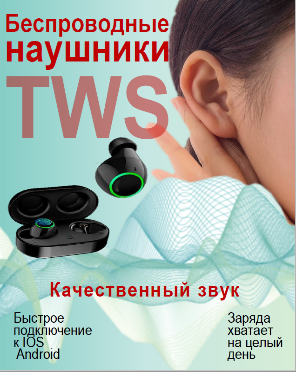 Беспроводные
наушники
TWS
Качественный звук
Быстрое
подключение
к IOS
Android
Заряда
хватает
на целый
день